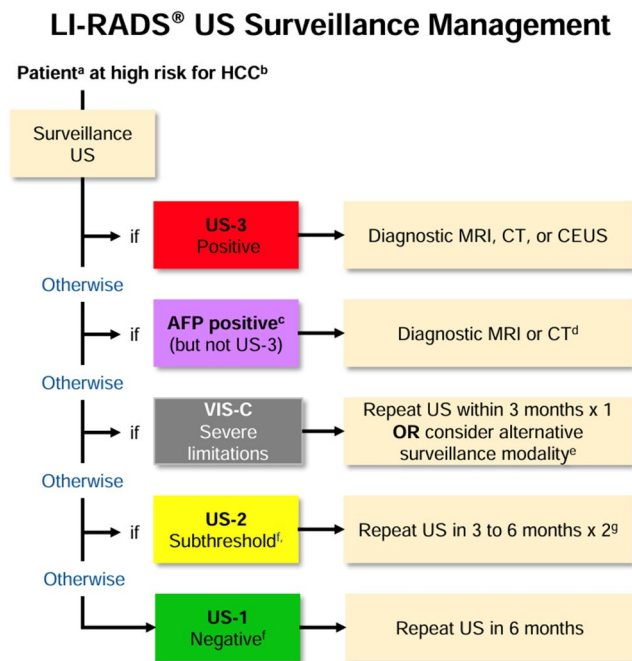 LI-RADS® US Surveillance Management
Patientᵃ at high risk for HCCᵇ
Surveillance
US
if
US-3
Positive
Diagnostic MRI, CT, or CEUS
Otherwise
if
AFP positiveᶜ
(but not US-3)
Diagnostic MRI or CTᵈ
Otherwise
if
VIS-C
Severe
limitations
Repeat US within 3 months x 1
OR consider alternative
surveillance modalityᵉ
Otherwise
if
US-2
Subthresholdᶠ,
Repeat US in 3 to 6 months x 2ᵍ
Otherwise
US-1
Negativeᶠ
Repeat US in 6 months